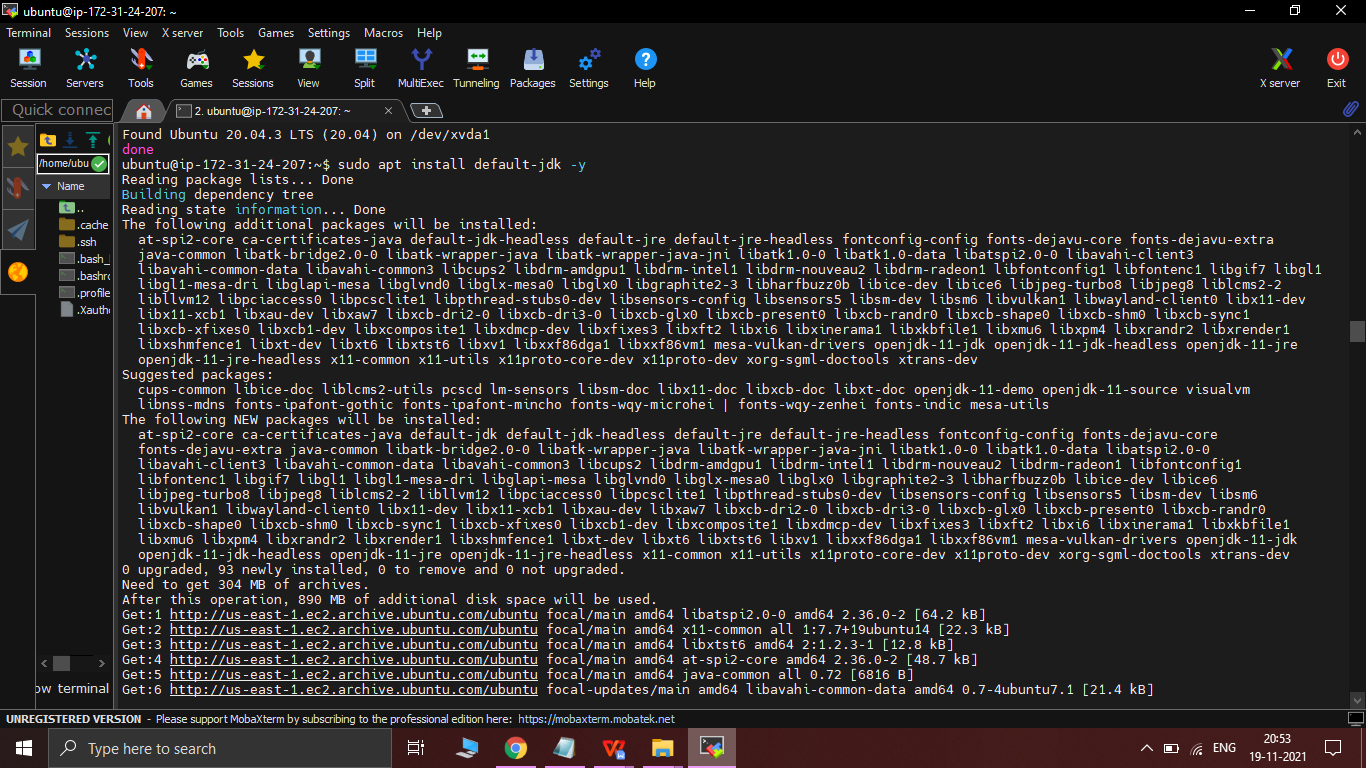 ubuntu@ip-172-31-24-207: ~
Terminal Sessions View X server Tools Games Settings Macros Help
Session Servers Tools Games Sessions View Split MultiExec Tunneling Packages Settings Help X server Exit
Quick connec
2. ubuntu@ip-172-31-24-207: ~
/home/ubu
Name
..
.cache
.ssh
.bash_l
.bashrc
.profile
.Xautho
ow terminal
Found Ubuntu 20.04.3 LTS (20.04) on /dev/xvda1
done
ubuntu@ip-172-31-24-207:~$ sudo apt install default-jdk -y
Reading package lists... Done
Building dependency tree
Reading state information... Done
The following additional packages will be installed:
at-spi2-core ca-certificates-java default-jdk-headless default-jre default-jre-headless fontconfig-config fonts-dejavu-core fonts-dejavu-extra
java-common libatk-bridge2.0-0 libatk-wrapper-java libatk-wrapper-java-jni libatk1.0-0 libatk1.0-data libatspi2.0-0 libavahi-client3
libavahi-common-data libavahi-common3 libcups2 libdrm-amdgpu1 libdrm-intel1 libdrm-nouveau2 libdrm-radeon1 libfontconfig1 libfontenc1 libgif7 libgl1
libgl1-mesa-dri libglapi-mesa libglvnd0 libglx-mesa0 libglx0 libgraphite2-3 libharfbuzz0b libice-dev libice6 libjpeg-turbo8 libjpeg8 liblcms2-2
libllvm12 libpciaccess0 libpcsclite1 libpthread-stubs0-dev libsensors-config libsensors5 libsm-dev libsm6 libvulkan1 libwayland-client0 libx11-dev
libx11-xcb1 libxau-dev libxaw7 libxcb-dri2-0 libxcb-dri3-0 libxcb-glx0 libxcb-present0 libxcb-randr0 libxcb-shape0 libxcb-shm0 libxcb-sync1
libxcb-xfixes0 libxcb1-dev libxcomposite1 libxdmcp-dev libxfixes3 libxft2 libxi6 libxinerama1 libxkbfile1 libxmu6 libxpm4 libxrandr2 libxrender1
libxshmfence1 libxt-dev libxt6 libxtst6 libxv1 libxxf86dga1 libxxf86vm1 mesa-vulkan-drivers openjdk-11-jdk openjdk-11-jdk-headless openjdk-11-jre
openjdk-11-jre-headless x11-common x11-utils x11proto-core-dev x11proto-dev xorg-sgml-doctools xtrans-dev
Suggested packages:
cups-common libice-doc liblcms2-utils pcscd lm-sensors libsm-doc libx11-doc libxcb-doc libxt-doc openjdk-11-demo openjdk-11-source visualvm
libnss-mdns fonts-ipafont-gothic fonts-ipafont-mincho fonts-wqy-microhei | fonts-wqy-zenhei fonts-indic mesa-utils
The following NEW packages will be installed:
at-spi2-core ca-certificates-java default-jdk default-jdk-headless default-jre default-jre-headless fontconfig-config fonts-dejavu-core
fonts-dejavu-extra java-common libatk-bridge2.0-0 libatk-wrapper-java libatk-wrapper-java-jni libatk1.0-0 libatk1.0-data libatspi2.0-0
libavahi-client3 libavahi-common-data libavahi-common3 libcups2 libdrm-amdgpu1 libdrm-intel1 libdrm-nouveau2 libdrm-radeon1 libfontconfig1
libfontenc1 libgif7 libgl1 libgl1-mesa-dri libglapi-mesa libglvnd0 libglx-mesa0 libglx0 libgraphite2-3 libharfbuzz0b libice-dev libice6
libjpeg-turbo8 libjpeg8 liblcms2-2 libllvm12 libpciaccess0 libpcsclite1 libpthread-stubs0-dev libsensors-config libsensors5 libsm-dev libsm6
libvulkan1 libwayland-client0 libx11-dev libx11-xcb1 libxau-dev libxaw7 libxcb-dri2-0 libxcb-dri3-0 libxcb-glx0 libxcb-present0 libxcb-randr0
libxcb-shape0 libxcb-shm0 libxcb-sync1 libxcb-xfixes0 libxcb1-dev libxcomposite1 libxdmcp-dev libxfixes3 libxft2 libxi6 libxinerama1 libxkbfile1
libxmu6 libxpm4 libxrandr2 libxrender1 libxshmfence1 libxt-dev libxt6 libxtst6 libxv1 libxxf86dga1 libxxf86vm1 mesa-vulkan-drivers openjdk-11-jdk
openjdk-11-jdk-headless openjdk-11-jre openjdk-11-jre-headless x11-common x11-utils x11proto-core-dev x11proto-dev xorg-sgml-doctools xtrans-dev
0 upgraded, 93 newly installed, 0 to remove and 0 not upgraded.
Need to get 304 MB of archives.
After this operation, 890 MB of additional disk space will be used.
Get:1 http://us-east-1.ec2.archive.ubuntu.com/ubuntu focal/main amd64 libatspi2.0-0 amd64 2.36.0-2 [64.2 kB]
Get:2 http://us-east-1.ec2.archive.ubuntu.com/ubuntu focal/main amd64 x11-common all 1:7.7+19ubuntu14 [22.3 kB]
Get:3 http://us-east-1.ec2.archive.ubuntu.com/ubuntu focal/main amd64 libxtst6 amd64 2:1.2.3-1 [12.8 kB]
Get:4 http://us-east-1.ec2.archive.ubuntu.com/ubuntu focal/main amd64 at-spi2-core amd64 2.36.0-2 [48.7 kB]
Get:5 http://us-east-1.ec2.archive.ubuntu.com/ubuntu focal/main amd64 java-common all 0.72 [6816 B]
Get:6 http://us-east-1.ec2.archive.ubuntu.com/ubuntu focal-updates/main amd64 libavahi-common-data amd64 0.7-4ubuntu7.1 [21.4 kB]
UNREGISTERED VERSION - Please support MobaXterm by subscribing to the professional edition here: https://mobaxterm.mobatek.net
Type here to search
ENG
20:53
19-11-2021